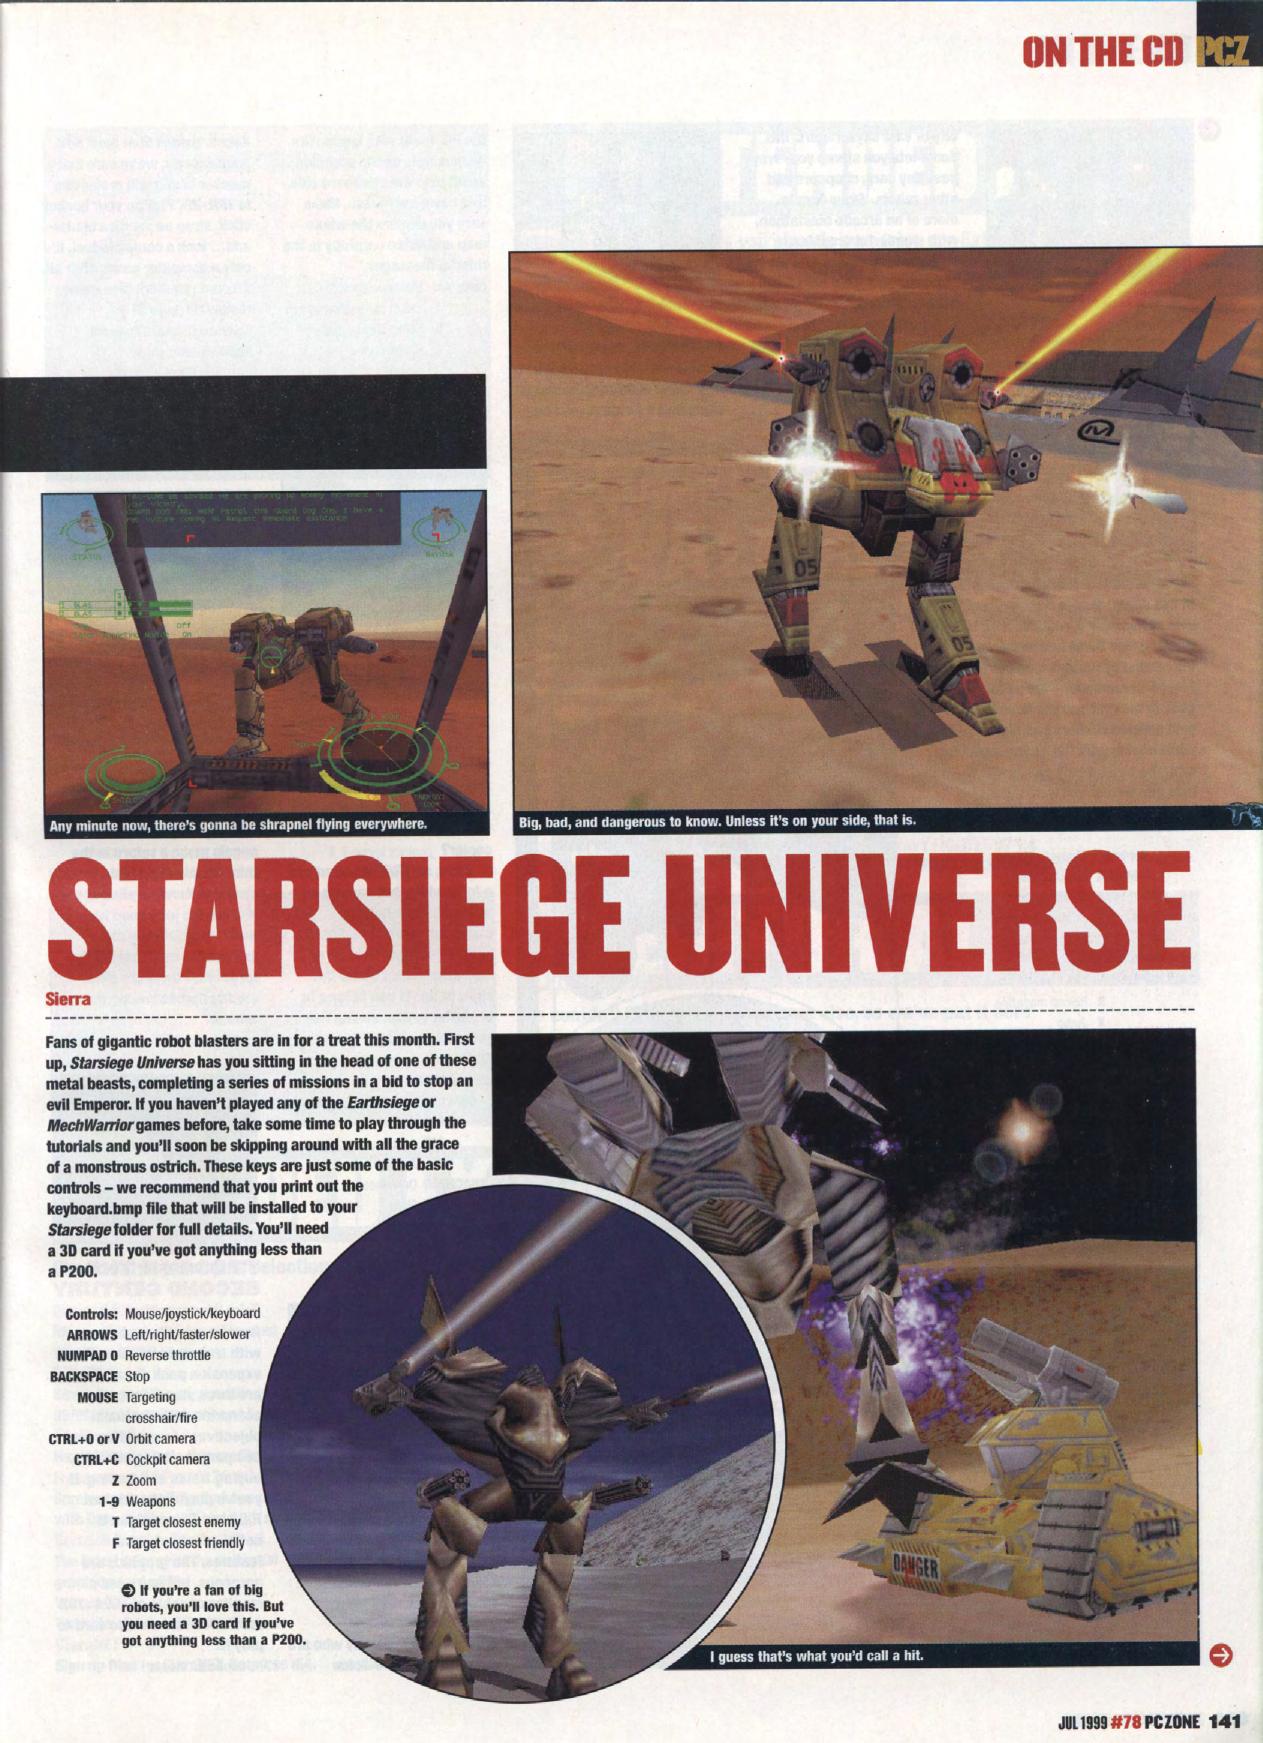 ON THE CD PCZ
Any minute now, there's gonna be shrapnel flying everywhere.
05
05
Big, bad, and dangerous to know. Unless it's on your side, that is.
STARSIEGE UNIVERSE
Sierra
Fans of gigantic robot blasters are in for a treat this month. First
up, Starsiege Universe has you sitting in the head of one of these
metal beasts, completing a series of missions in a bid to stop an
evil Emperor. If you haven't played any of the Earthsiege or
MechWarrior games before, take some time to play through the
tutorials and you'll soon be skipping around with all the grace
of a monstrous ostrich. These keys are just some of the basic
controls – we recommend that you print out the
keyboard.bmp file that will be installed to your
Starsiege folder for full details. You'll need
a 3D card if you've got anything less than
a P200.
Controls: Mouse/joystick/keyboard
ARROWS Left/right/faster/slower
NUMPAD 0 Reverse throttle
BACKSPACE Stop
MOUSE Targeting
crosshair/fire
CTRL+O or V Orbit camera
CTRL+C Cockpit camera
Z Zoom
1-9 Weapons
T Target closest enemy
F Target closest friendly
If you're a fan of big
robots, you'll love this. But
you need a 3D card if you've
got anything less than a P200.
DANGER
I guess that's what you'd call a hit.
JUL 1999 #78 PC ZONE 141